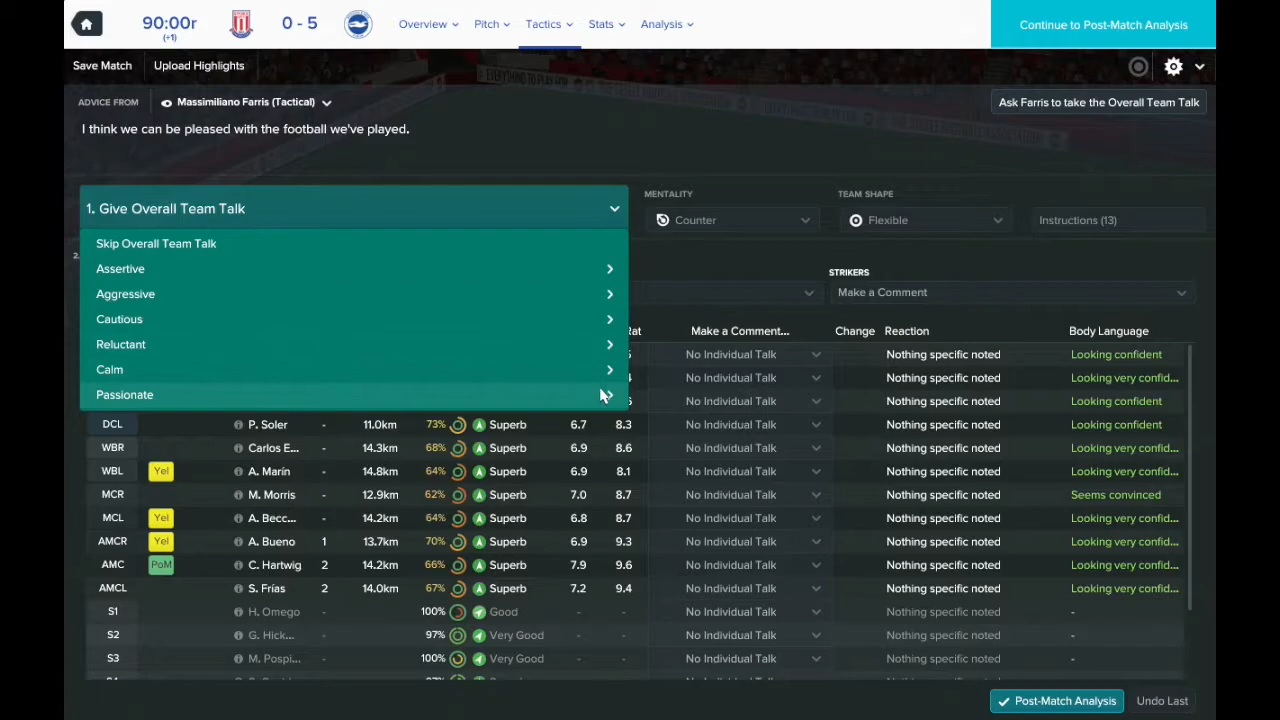 90:00r
(+1)
0 - 5
Overview
Pitch
Tactics
Stats
Analysis
Continue to Post-Match Analysis
Save Match
Upload Highlights
ADVICE FROM
Massimiliano Farris (Tactical)
Ask Farris to take the Overall Team Talk
I think we can be pleased with the football we've played.
1. Give Overall Team Talk
MENTALITY
TEAM SHAPE
Counter
Flexible
Instructions (13)
Skip Overall Team Talk
Assertive
Aggressive
Cautious
Reluctant
Calm
Passionate
2.
STRIKERS
Make a Comment
Make a Comment... Change Reaction Body Language
No Individual Talk Nothing specific noted Looking confident
No Individual Talk Nothing specific noted Looking very confid...
No Individual Talk Nothing specific noted Looking confident
DCL P. Soler - 11.0km 73% Superb 6.7 8.3 No Individual Talk Nothing specific noted Looking confident
WBR Carlos E... - 14.3km 68% Superb 6.9 8.6 No Individual Talk Nothing specific noted Looking very confid...
WBL Yel A. Marín - 14.8km 64% Superb 6.9 8.1 No Individual Talk Nothing specific noted Looking very confid...
MCR M. Morris - 12.9km 62% Superb 7.0 8.7 No Individual Talk Nothing specific noted Seems convinced
MCL Yel A. Becc... - 14.2km 64% Superb 6.8 8.7 No Individual Talk Nothing specific noted Looking very confid...
AMCR Yel A. Bueno 1 13.7km 70% Superb 6.9 9.3 No Individual Talk Nothing specific noted Looking very confid...
AMC PoM C. Hartwig 2 14.2km 66% Superb 7.9 9.6 No Individual Talk Nothing specific noted Looking very confid...
AMCL S. Frías 2 14.0km 67% Superb 7.2 9.4 No Individual Talk Nothing specific noted Looking very confid...
S1 H. Omego 100% Good - - No Individual Talk Nothing specific noted -
S2 G. Hick... 97% Very Good - - No Individual Talk Nothing specific noted -
S3 M. Pospi... 100% Very Good - - No Individual Talk Nothing specific noted -
Post-Match Analysis
Undo Last